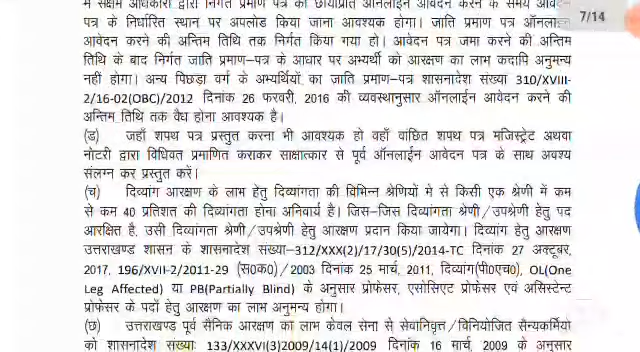 में सक्षम अधिकारी द्वारा निर्गत प्रमाण पत्र की छायाप्रति ऑनलाइन आवेदन करने के समय आवेदन
7/14
पत्र के निर्धारित स्थान पर अपलोड किया जाना आवश्यक होगा। जाति प्रमाण पत्र ऑनलाइन
आवेदन करने की अन्तिम तिथि तक निर्गत किया गया हो। आवेदन पत्र जमा करने की अन्तिम
तिथि के बाद निर्गत जाति प्रमाण–पत्र के आधार पर अभ्यर्थी को आरक्षण का लाभ कदापि अनुमन्य
नहीं होगा। अन्य पिछड़ा वर्ग के अभ्यर्थियों का जाति प्रमाण–पत्र शासनादेश संख्या 310/XVIII-
2/16-02(OBC)/2012 दिनांक 26 फरवरी, 2016 की व्यवस्थानुसार ऑनलाईन आवेदन करने की
अन्तिम तिथि तक वैध होना आवश्यक है।
(ड) जहाँ शपथ पत्र प्रस्तुत करना भी आवश्यक हो वहाँ वांछित शपथ पत्र मजिस्ट्रेट अथवा
नोटरी द्वारा विधिवत प्रमाणित कराकर साक्षात्कार से पूर्व ऑनलाईन आवेदन पत्र के साथ अवश्य
संलग्न कर प्रस्तुत करें।
(च) दिव्यांग आरक्षण के लाभ हेतु दिव्यांगता की विभिन्न श्रेणियों मे से किसी एक श्रेणी में कम
से कम 40 प्रतिशत की दिव्यांगता होना अनिवार्य है। जिस–जिस दिव्यांगता श्रेणी/उपश्रेणी हेतु पद
आरक्षित है, उसी दिव्यांगता श्रेणी/उपश्रेणी हेतु आरक्षण प्रदान किया जायेगा। दिव्यांग हेतु आरक्षण
उत्तराखण्ड शासन के शासनादेश संख्या–312/XXX(2)/17/30(5)/2014-TC दिनांक 27 अक्टूबर,
2017, 196/XVII-2/2011-29 (स0क0)/2003 दिनांक 25 मार्च, 2011, दिव्यांग(पी0एच0), OL(One
Leg Affected) या PB(Partially Blind) के अनुसार प्रोफेसर, एसोसिएट प्रोफेसर एवं असिस्टेन्ट
प्रोफेसर के पदों हेतु आरक्षण का लाभ अनुमन्य होगा।
(छ) उत्तराखण्ड पूर्व सैनिक आरक्षण का लाभ केवल सेना से सेवानिवृत्त/विनियोजित सैन्यकर्मियो
को शासनादेश संख्याः 133/XXXVI(3)2009/14(1)/2009 दिनांक 16 मार्च, 2009 के अनुसार